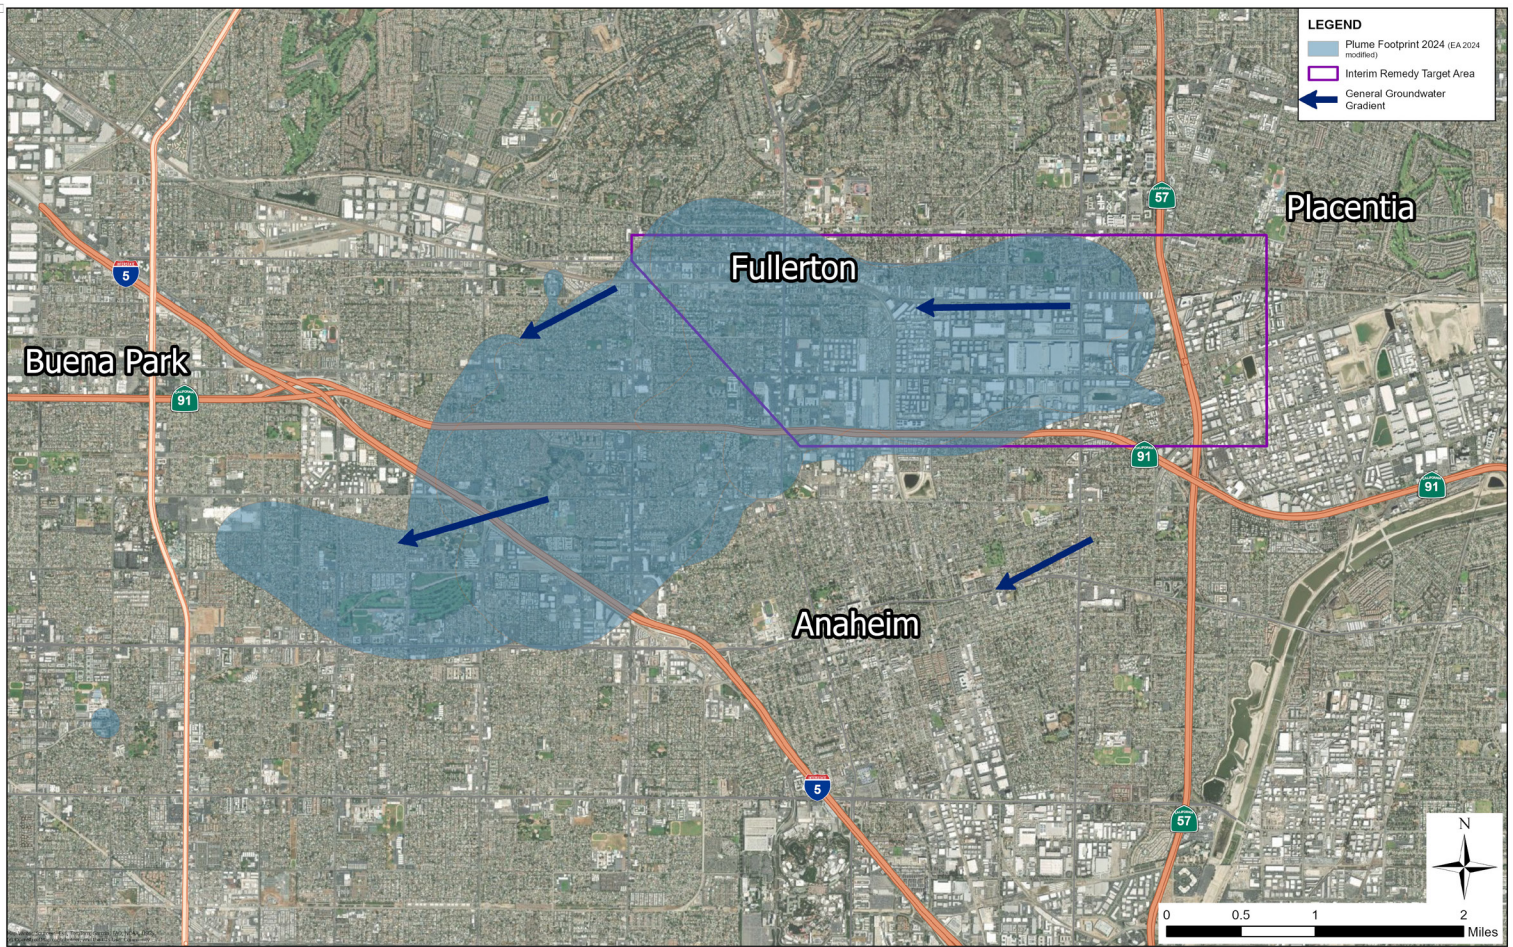 LEGEND
Plume Footprint 2024 (EA 2024
modified)
Interim Remedy Target Area
General Groundwater
Gradient
57
Placentia
Fullerton
5
Buena Park
91
91
91
Anaheim
5
57
N
0 0.5 1 2
Miles